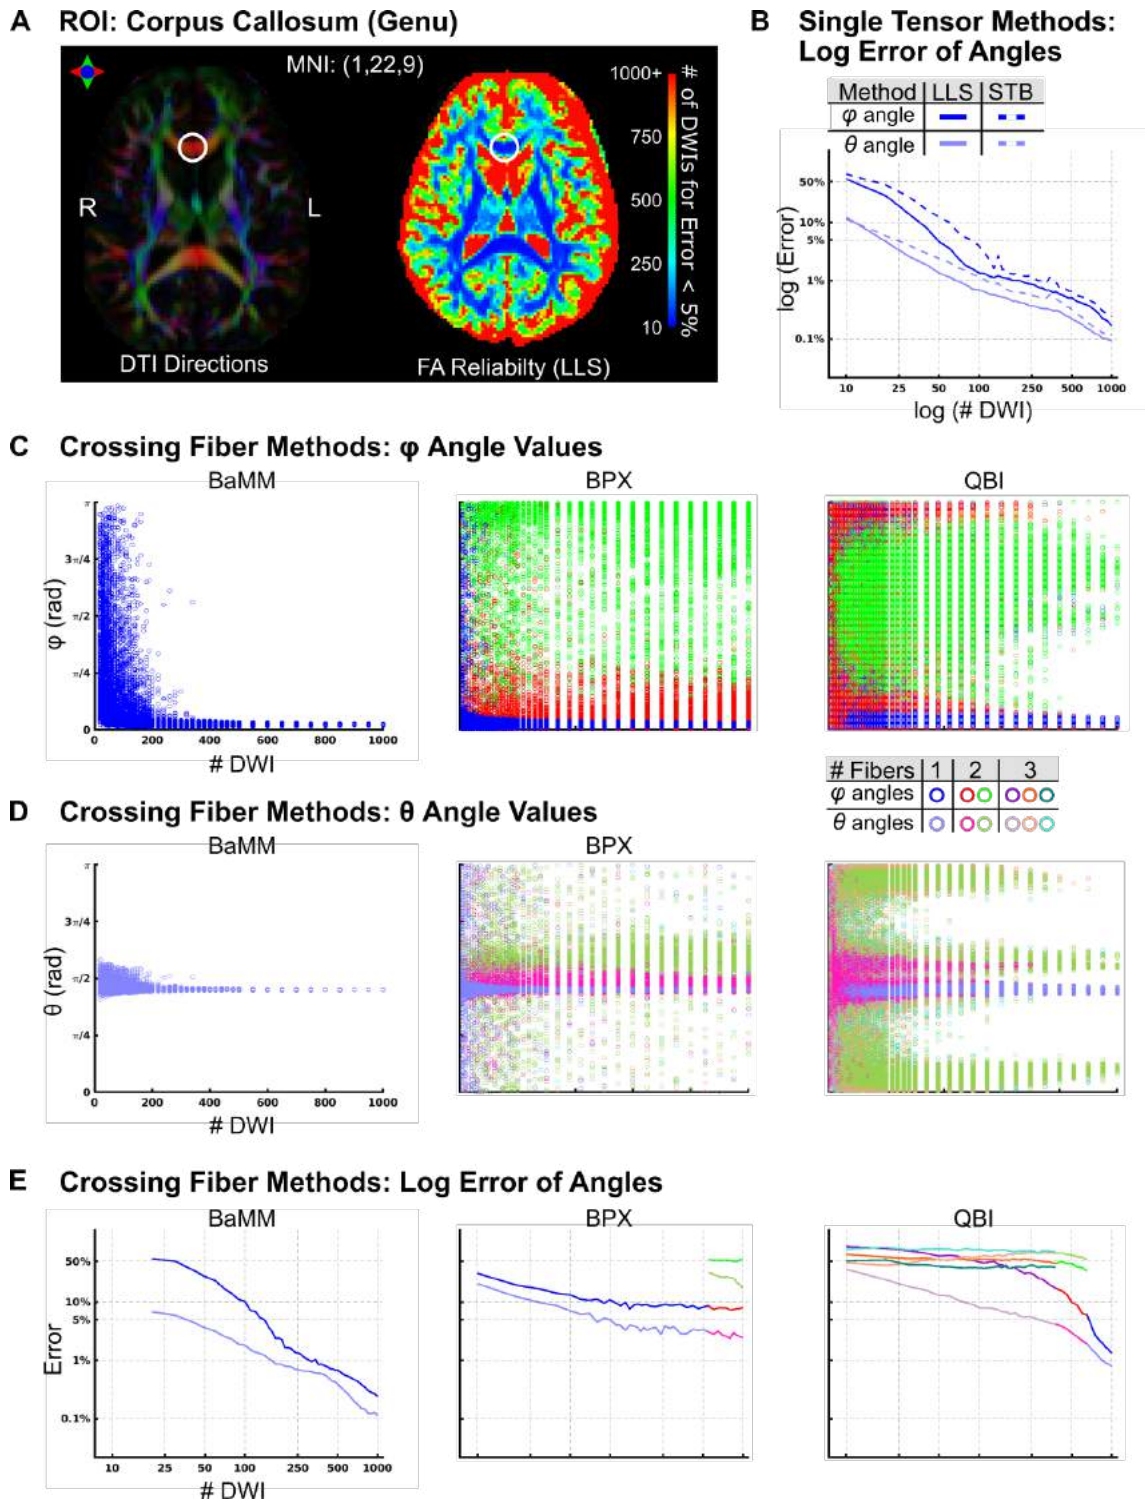 A ROI: Corpus Callosum (Genu)
MNI: (1,22,9)
R
L
DTI Directions
FA Reliabilty (LLS)
1000+
750
500
250
10
# of DWIs for Error < 5%
B Single Tensor Methods:
Log Error of Angles
Method LLS STB
φ angle
θ angle
log (Error)
50%
10%
5%
1%
0.1%
10 25 50 100 250 500 1000
log (# DWI)
C Crossing Fiber Methods: φ Angle Values
BaMM BPX QBI
φ (rad)
π
3π/4
π/2
π/4
0
0 200 400 600 800 1000
# DWI
# Fibers 1 2 3
φ angles
θ angles
D Crossing Fiber Methods: θ Angle Values
BaMM BPX
θ (rad)
π
3π/4
π/2
π/4
0
0 200 400 600 800 1000
# DWI
E Crossing Fiber Methods: Log Error of Angles
BaMM BPX QBI
Error
50%
10%
5%
1%
0.1%
10 25 50 100 250 500 1000
# DWI